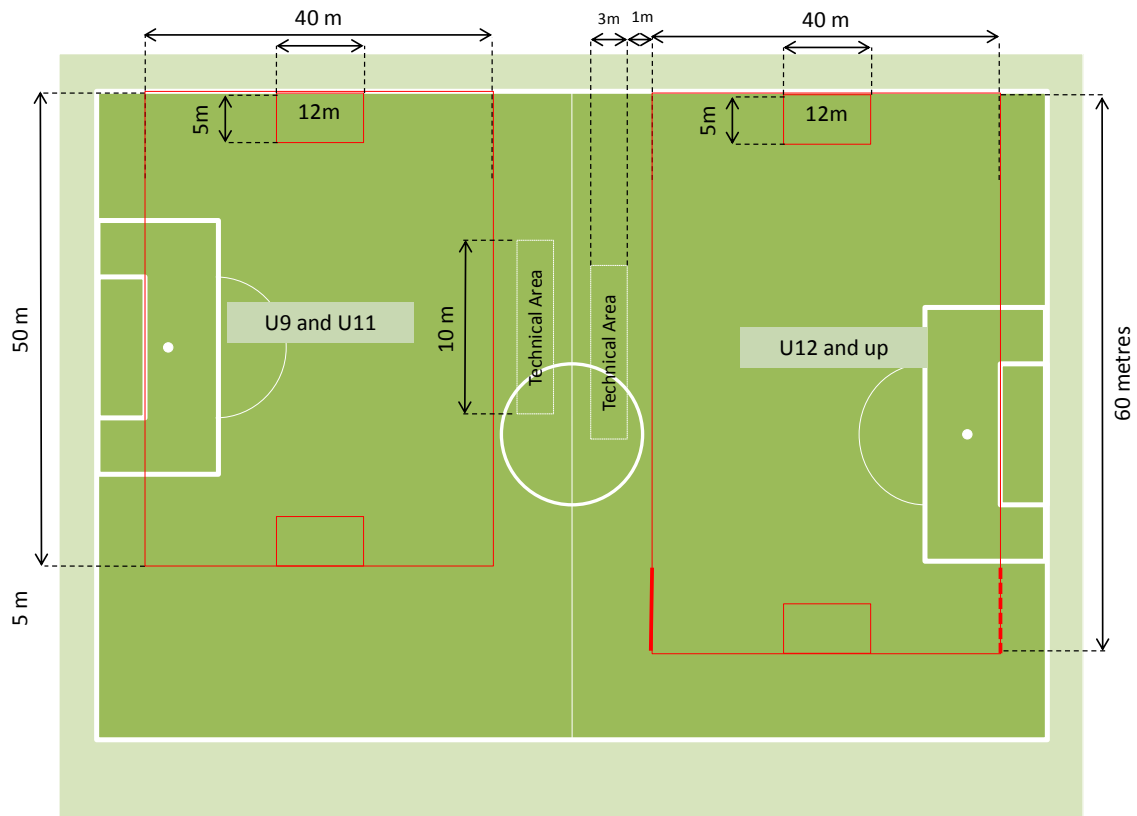 40 m
3m
1m
40 m
5m
12m
5m
12m
50 m
10 m
Technical Area
Technical Area
U9 and U11
U12 and up
60 metres
5 m